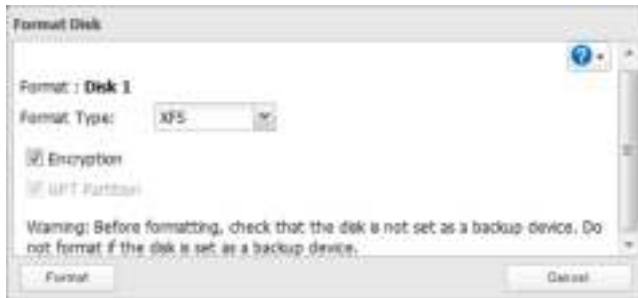 Format Disk
Format : Disk 1
Format Type: XFS
Encryption
GPT Partition
Warning: Before formatting, check that the disk is not set as a backup device. Do
not format if the disk is set as a backup device.
Format Cancel